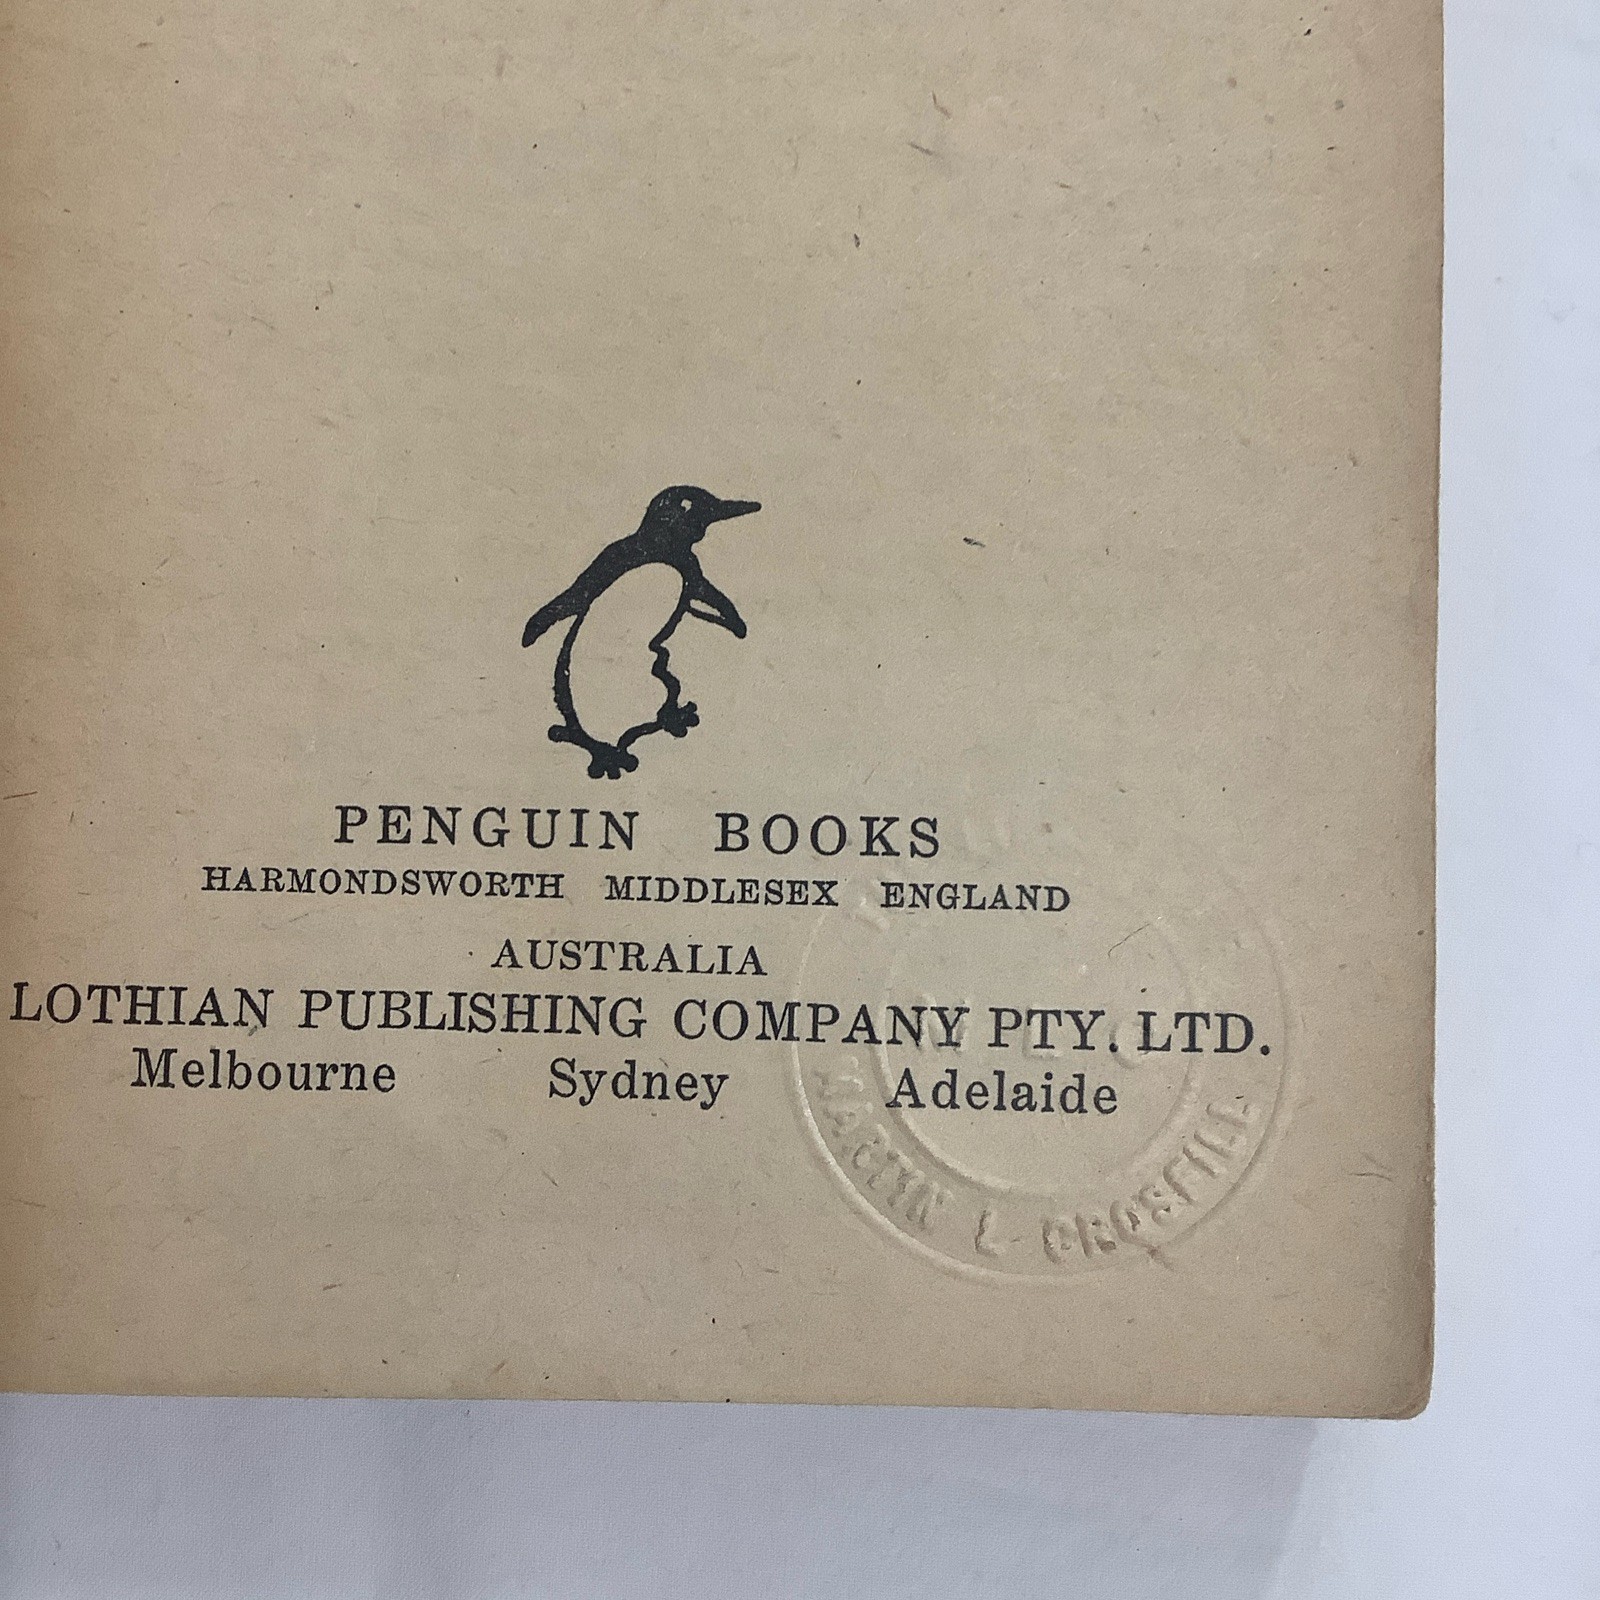 PENGUIN BOOKS
HARMONDSWORTH MIDDLESEX ENGLAND
AUSTRALIA
LOTHIAN PUBLISHING COMPANY PTY. LTD.
Melbourne Sydney Adelaide
L